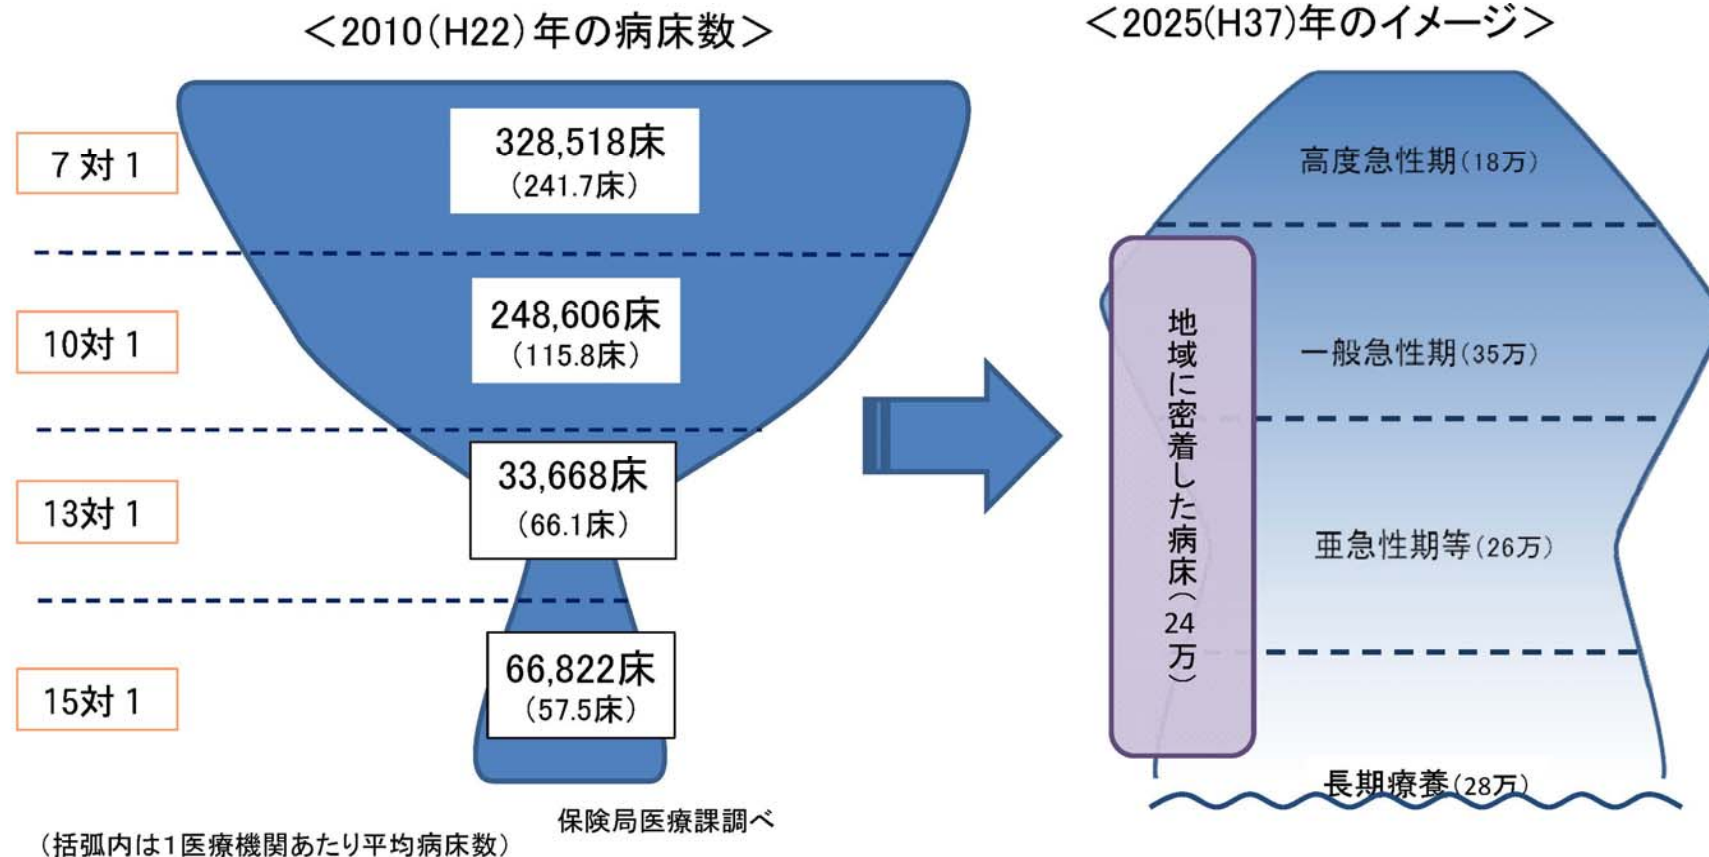 ＜2010(H22)年の病床数＞
7対1
328,518床
(241.7床)
10対1
248,606床
(115.8床)
13対1
33,668床
(66.1床)
15対1
66,822床
(57.5床)
保険局医療課調べ
(括弧内は1医療機関あたり平均病床数)
＜2025(H37)年のイメージ＞
高度急性期(18万)
一般急性期(35万)
亜急性期等(26万)
長期療養(28万)
地域に密着した病床(24万)